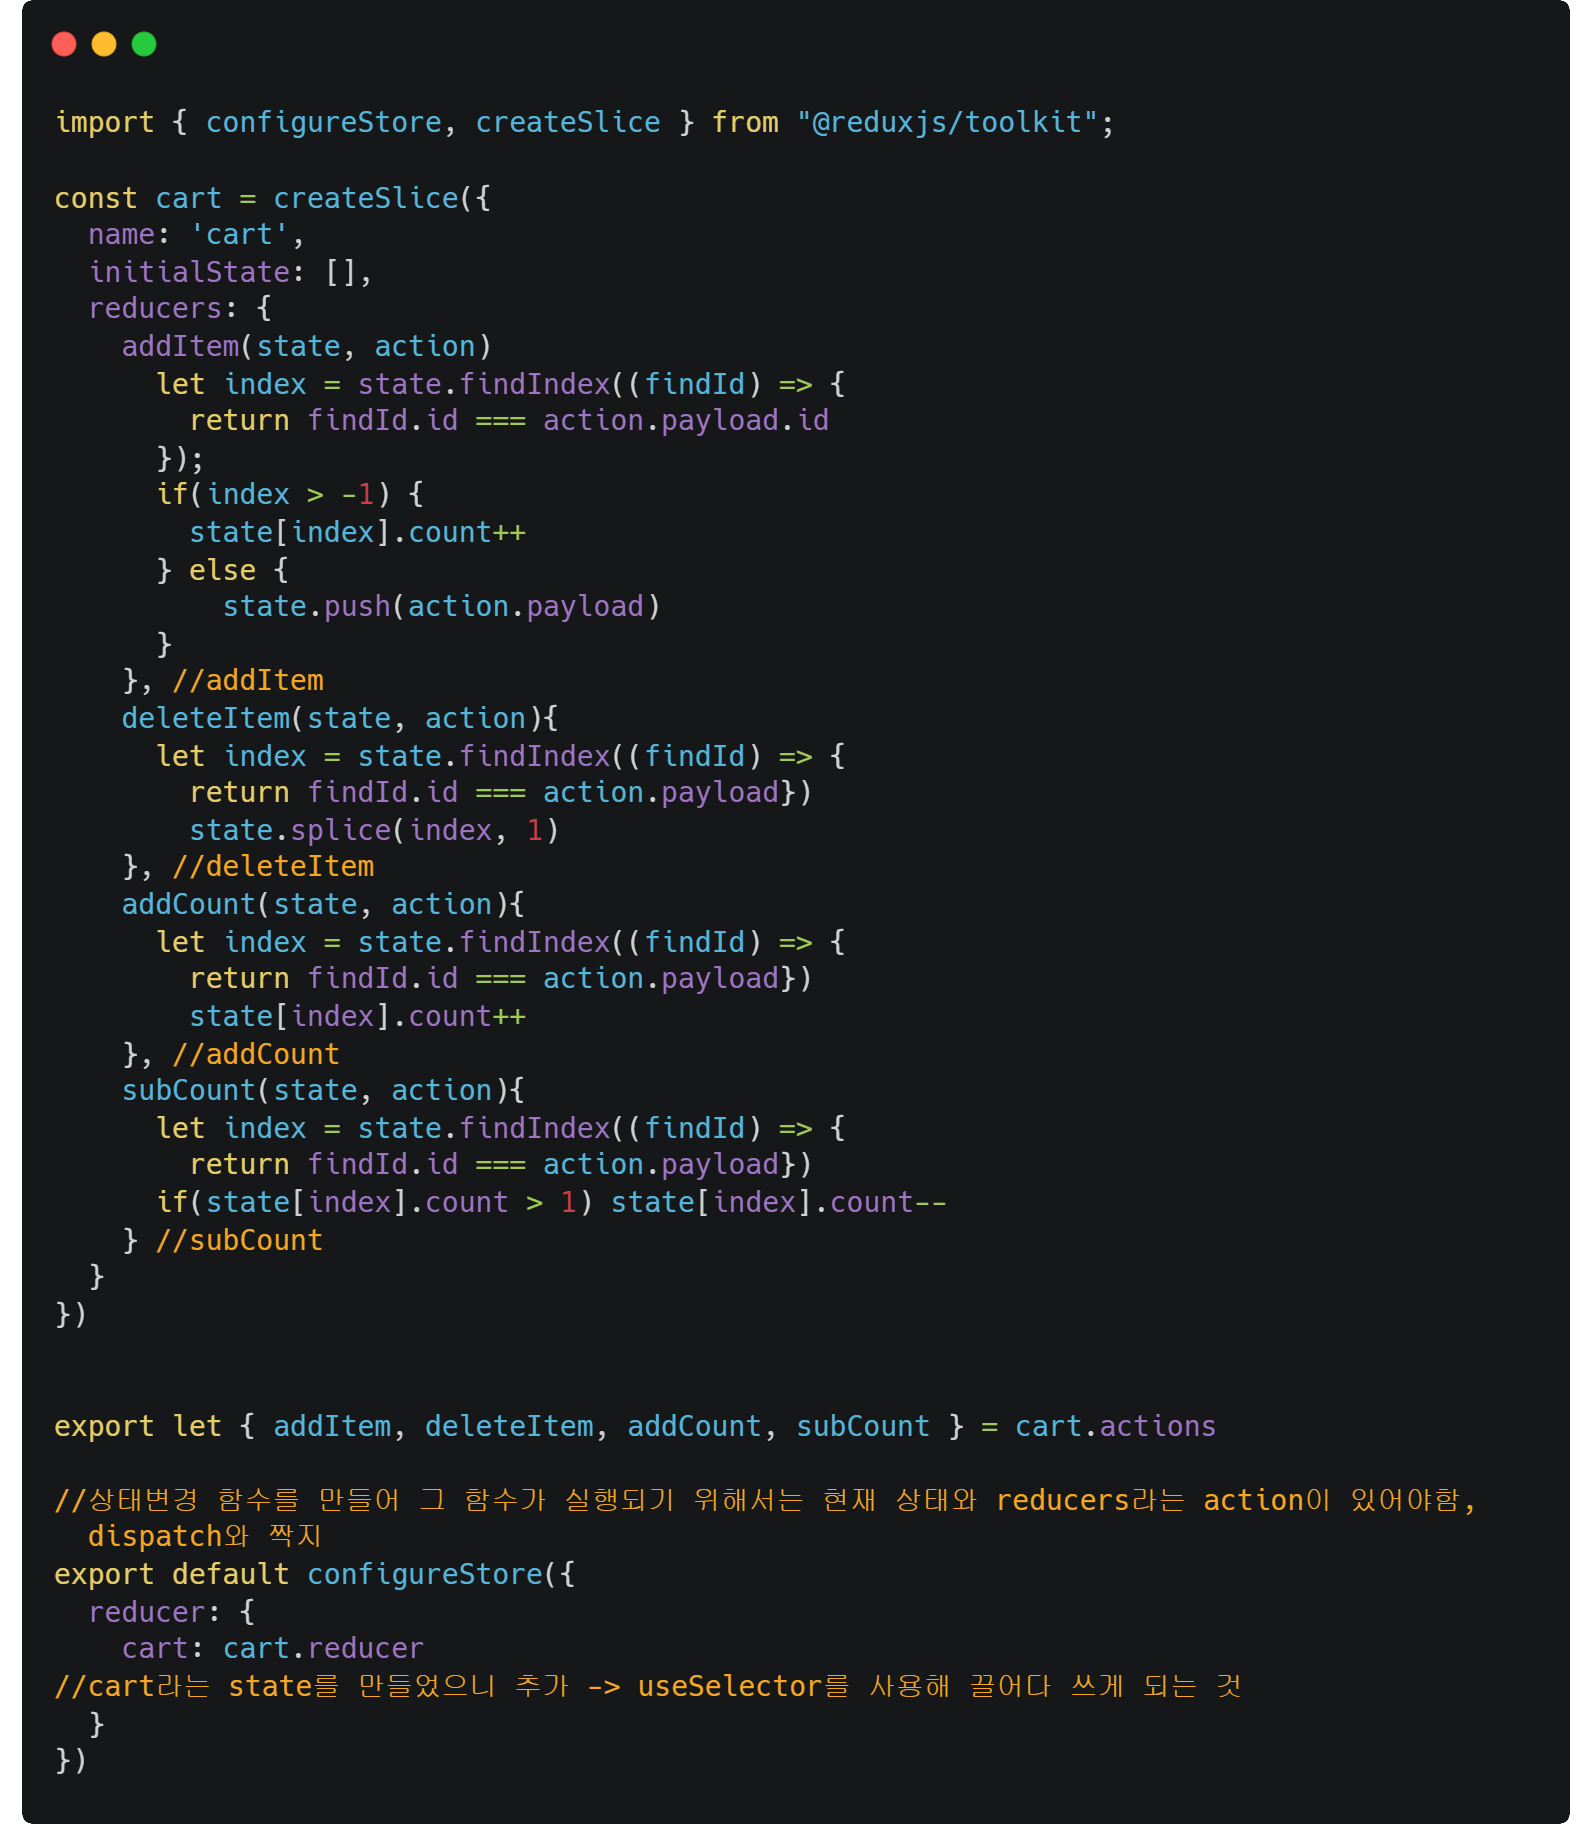 import { configureStore, createSlice } from "@reduxjs/toolkit";

const cart = createSlice({
  name: 'cart',
  initialState: [],
  reducers: {
    addItem(state, action)
      let index = state.findIndex((findId) => {
        return findId.id === action.payload.id
      });
      if(index > -1) {
        state[index].count++
      } else {
          state.push(action.payload)
      }
    }, //addItem
    deleteItem(state, action){
      let index = state.findIndex((findId) => {
        return findId.id === action.payload})
        state.splice(index, 1)
    }, //deleteItem
    addCount(state, action){
      let index = state.findIndex((findId) => {
        return findId.id === action.payload})
        state[index].count++
    }, //addCount
    subCount(state, action){
      let index = state.findIndex((findId) => {
        return findId.id === action.payload})
      if(state[index].count > 1) state[index].count--
    } //subCount
  }
})


export let { addItem, deleteItem, addCount, subCount } = cart.actions

//상태변경 함수를 만들어 그 함수가 실행되기 위해서는 현재 상태와 reducers라는 action이 있어야함,
  dispatch와 짝지
export default configureStore({
  reducer: {
    cart: cart.reducer
//cart라는 state를 만들었으니 추가 -> useSelector를 사용해 끌어다 쓰게 되는 것
  }
})